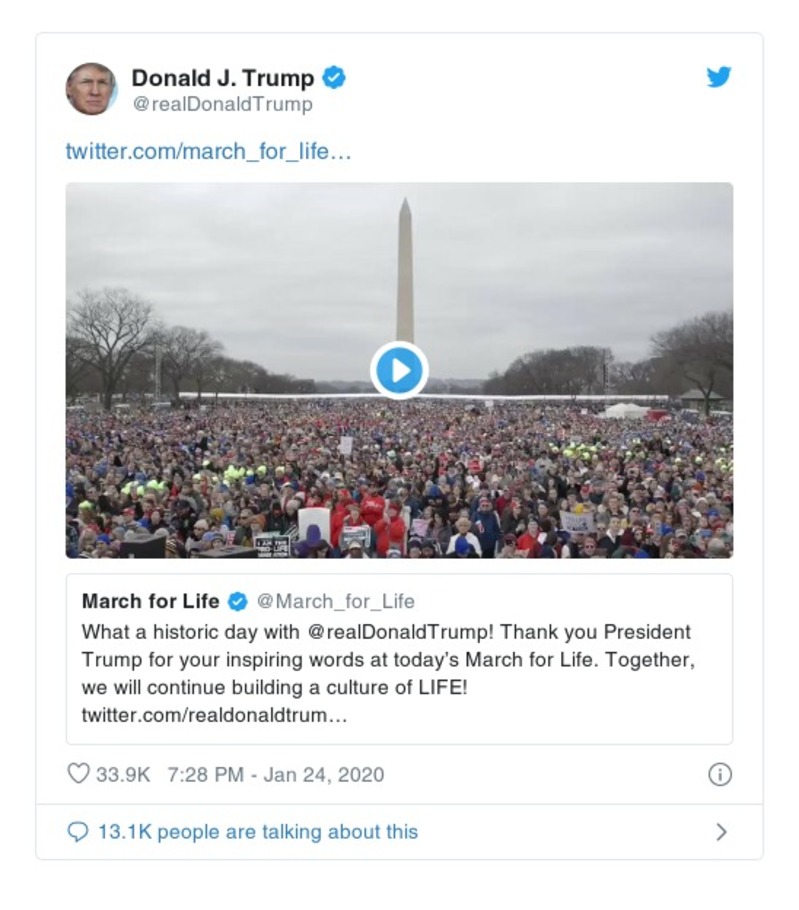 Donald J. Trump
@realDonaldTrump
twitter.com/march_for_life…
I AM THE
PRO-LIFE
March for Life @March_for_Life
What a historic day with @realDonaldTrump! Thank you President
Trump for your inspiring words at today's March for Life. Together,
we will continue building a culture of LIFE!
twitter.com/realdonaldtrum…
33.9K 7:28 PM - Jan 24, 2020
13.1K people are talking about this